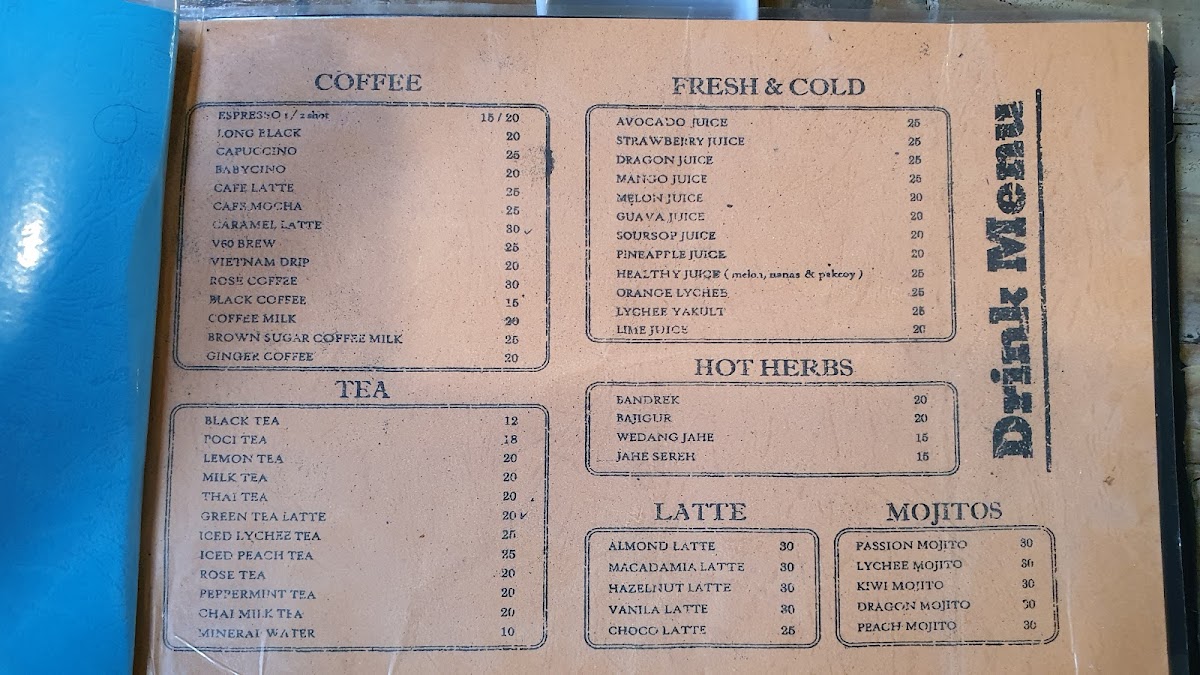 COFFEE
ESPRESSO 1 / 2 shot 15 / 20
LONG BLACK 20
CAPUCCINO 25
BABYCINO 20
CAFE LATTE 25
CAFE MOCHA 25
CARAMEL LATTE 30
V60 BREW 25
VIETNAM DRIP 20
ROSE COFFEE 30
BLACK COFFEE 15
COFFEE MILK 20
BROWN SUGAR COFFEE MILK 25
GINGER COFFEE 20
TEA
BLACK TEA 12
POCI TEA 18
LEMON TEA 20
MILK TEA 20
THAI TEA 20
GREEN TEA LATTE 20
ICED LYCHEE TEA 25
ICED PEACH TEA 25
ROSE TEA 20
PEPPERMINT TEA 20
CHAI MILK TEA 20
MINERAL WATER 10
FRESH & COLD
AVOCADO JUICE 25
STRAWBERRY JUICE 25
DRAGON JUICE 25
MANGO JUICE 25
MELON JUICE 20
GUAVA JUICE 20
SOURSOP JUICE 20
PINEAPPLE JUICE 20
HEALTHY JUICE ( melon, nanas & pakcoy ) 25
ORANGE LYCHEE 25
LYCHEE YAKULT 25
LIME JUICE 20
HOT HERBS
BANDREK 20
BAJIGUR 20
WEDANG JAHE 15
JAHE SEREH 15
LATTE
ALMOND LATTE 30
MACADAMIA LATTE 30
HAZELNUT LATTE 30
VANILA LATTE 30
CHOCO LATTE 25
MOJITOS
PASSION MOJITO 30
LYCHEE MOJITO 30
KIWI MOJITO 30
DRAGON MOJITO 30
PEACH MOJITO 30
Drink Menu